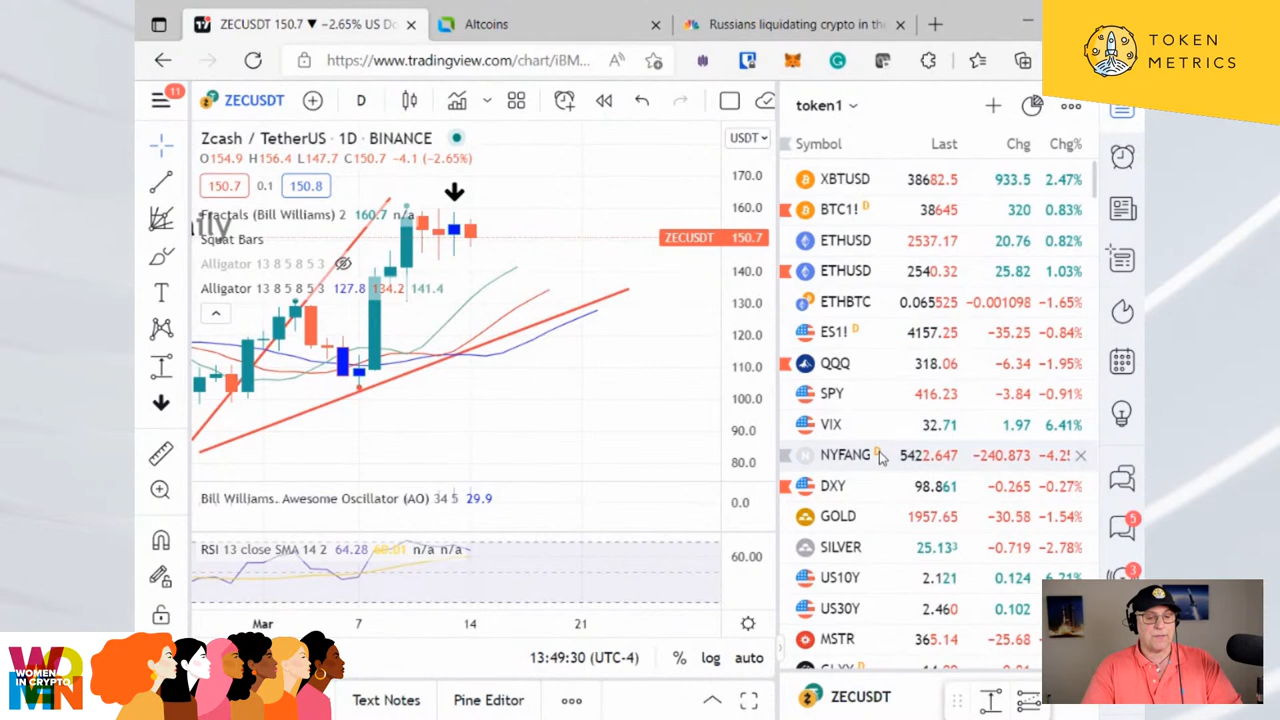 ZECUSDT 150.7 ▼ −2.65% US Do
Altcoins
Russians liquidating crypto in the
TOKEN
METRICS
https://www.tradingview.com/chart/iBM...
11
ZECUSDT
D
token1
Zcash / TetherUS · 1D · BINANCE
USDT
Symbol Last Chg Chg%
O154.9 H156.4 L147.7 C150.7 −4.1 (−2.65%)
150.7 0.1 150.8
Fractals (Bill Williams) 2 160.7 n/a
Squat Bars
Alligator 13 8 5 8 5 3
Alligator 13 8 5 8 5 3 127.8 134.2 141.4
170.0
160.0
ZECUSDT 150.7
140.0
130.0
120.0
110.0
100.0
90.0
80.0
XBTUSD 38682.5 933.5 2.47%
BTC1! D 38645 320 0.83%
ETHUSD 2537.17 20.76 0.82%
ETHUSD 2540.32 25.82 1.03%
ETHBTC 0.065525 −0.001098 −1.65%
ES1! D 4157.25 −35.25 −0.84%
QQQ 318.06 −6.34 −1.95%
SPY 416.23 −3.84 −0.91%
VIX 32.71 1.97 6.41%
NYFANG D 5422.647 −240.873
DXY 98.861 −0.265 −0.27%
GOLD 1957.65 −30.58 −1.54%
SILVER 25.133 −0.719 −2.78%
US10Y 2.121 0.124
US30Y 2.460 0.102
MSTR 365.14 −25.68
Bill Williams. Awesome Oscillator (AO) 34 5 29.9
0.0
RSI 13 close SMA 14 2 64.28 n/a n/a
60.00
Mar 7 14 21
5
3
13:49:30 (UTC-4) % log auto
Text Notes Pine Editor
ZECUSDT
WOMEN
IN CRYPTO